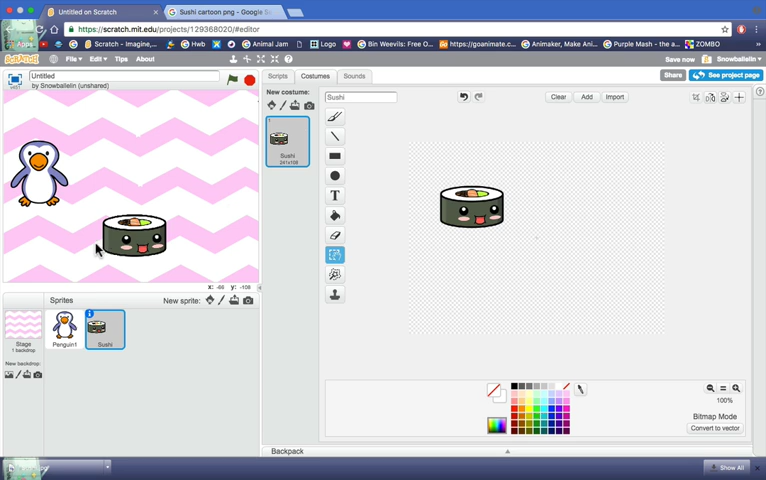 Untitled on Scratch
Sushi cartoon png - Google S
https://scratch.mit.edu/projects/129368020/#editor
Apps
Scratch - Imagine,...
Hwb
X
Animal Jam
Logo
Bin Weevils: Free O...
https://goanimate.c...
Animaker, Make Ani...
Purple Mash - the a...
ZOMBO
SCRATCH
File
Edit
Tips
About
Save now
Snowballelin
Untitled
by Snowballelin (unshared)
v461
Scripts
Costumes
Sounds
Share
See project page
New costume:
Sushi
Clear
Add
Import
1
Sushi
241x108
T
x: -66 y: -108
Sprites
New sprite:
Stage
1 backdrop
Penguin1
Sushi
New backdrop:
100%
Bitmap Mode
Convert to vector
Backpack
Show All